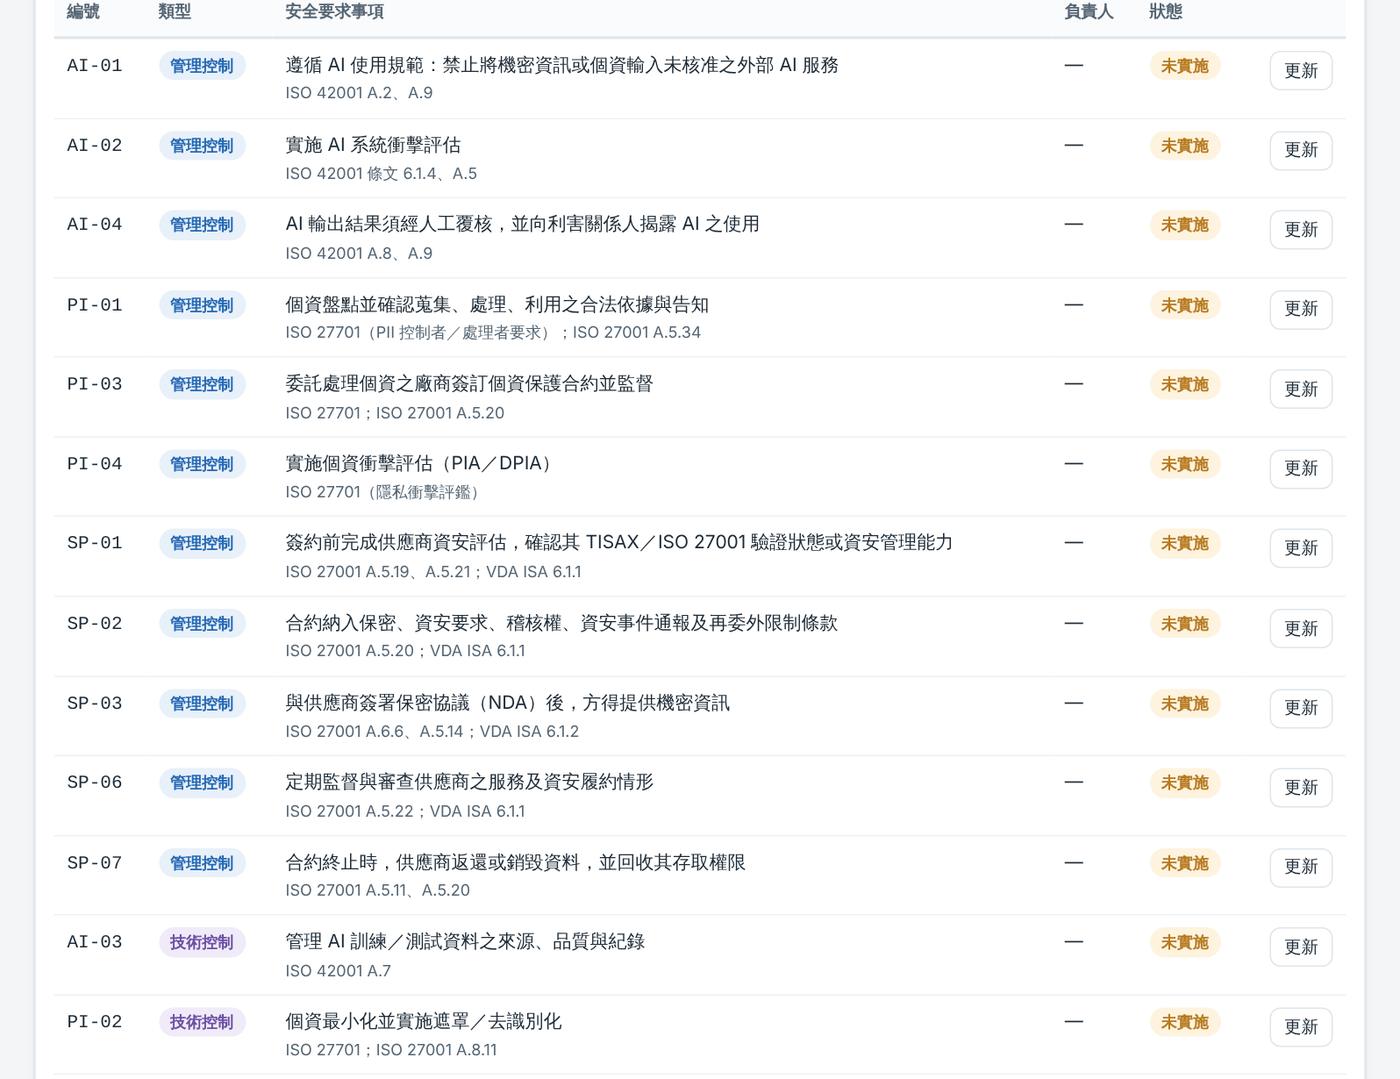 編號 類型 安全要求事項 負責人 狀態
AI-01 管理控制 遵循 AI 使用規範：禁止將機密資訊或個資輸入未核准之外部 AI 服務 — 未實施 更新
ISO 42001 A.2、A.9
AI-02 管理控制 實施 AI 系統衝擊評估 — 未實施 更新
ISO 42001 條文 6.1.4、A.5
AI-04 管理控制 AI 輸出結果須經人工覆核，並向利害關係人揭露 AI 之使用 — 未實施 更新
ISO 42001 A.8、A.9
PI-01 管理控制 個資盤點並確認蒐集、處理、利用之合法依據與告知 — 未實施 更新
ISO 27701（PII 控制者／處理者要求）；ISO 27001 A.5.34
PI-03 管理控制 委託處理個資之廠商簽訂個資保護合約並監督 — 未實施 更新
ISO 27701；ISO 27001 A.5.20
PI-04 管理控制 實施個資衝擊評估（PIA／DPIA） — 未實施 更新
ISO 27701（隱私衝擊評鑑）
SP-01 管理控制 簽約前完成供應商資安評估，確認其 TISAX／ISO 27001 驗證狀態或資安管理能力 — 未實施 更新
ISO 27001 A.5.19、A.5.21；VDA ISA 6.1.1
SP-02 管理控制 合約納入保密、資安要求、稽核權、資安事件通報及再委外限制條款 — 未實施 更新
ISO 27001 A.5.20；VDA ISA 6.1.1
SP-03 管理控制 與供應商簽署保密協議（NDA）後，方得提供機密資訊 — 未實施 更新
ISO 27001 A.6.6、A.5.14；VDA ISA 6.1.2
SP-06 管理控制 定期監督與審查供應商之服務及資安履約情形 — 未實施 更新
ISO 27001 A.5.22；VDA ISA 6.1.1
SP-07 管理控制 合約終止時，供應商返還或銷毀資料，並回收其存取權限 — 未實施 更新
ISO 27001 A.5.11、A.5.20
AI-03 技術控制 管理 AI 訓練／測試資料之來源、品質與紀錄 — 未實施 更新
ISO 42001 A.7
PI-02 技術控制 個資最小化並實施遮罩／去識別化 — 未實施 更新
ISO 27701；ISO 27001 A.8.11